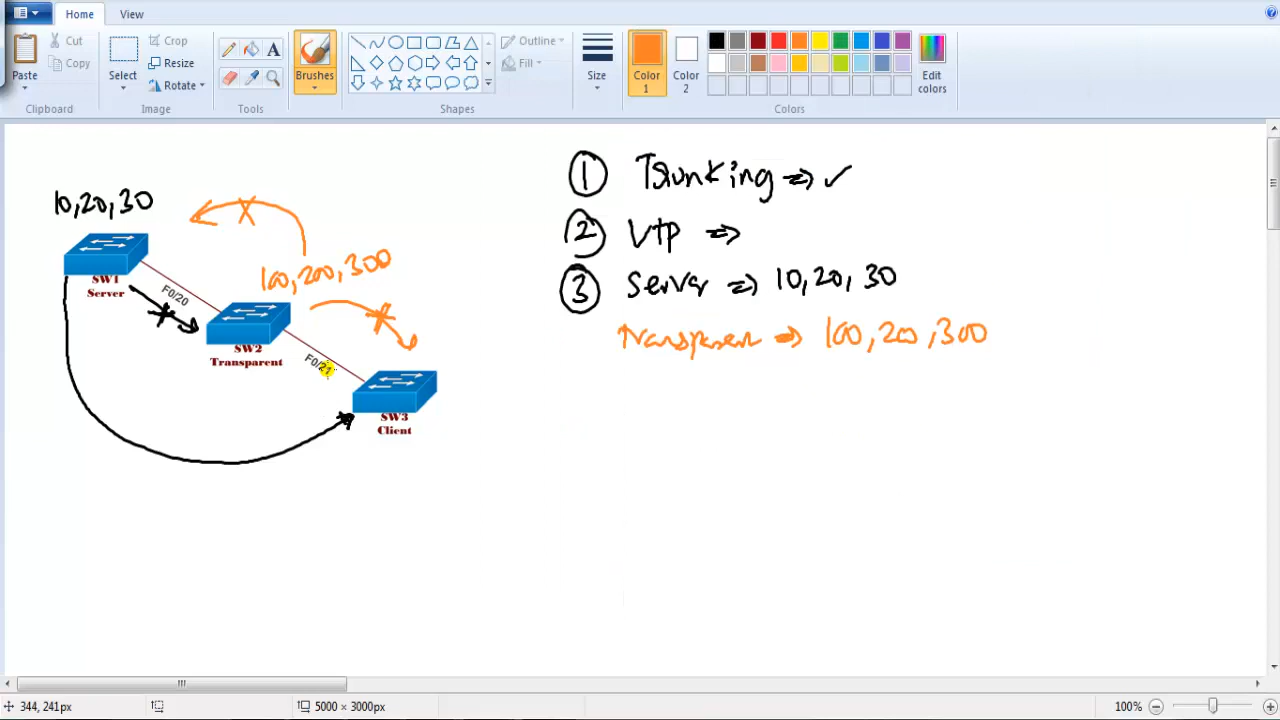 Home
View
Paste
Cut
Copy
Clipboard
Select
Crop
Resize
Rotate
Image
A
Tools
Brushes
Outline
Fill
Shapes
Size
Color 1
Color 2
Edit colors
Colors
10,20,30
SW1
Server
F0/20
100,200,300
SW2
Transparent
F0/21
SW3
Client
1 Trunking ⇒ ✓
2 VTP ⇒
3 Server ⇒ 10,20,30
Transparent ⇒ 100,200,300
344, 241px
5000 × 3000px
100%